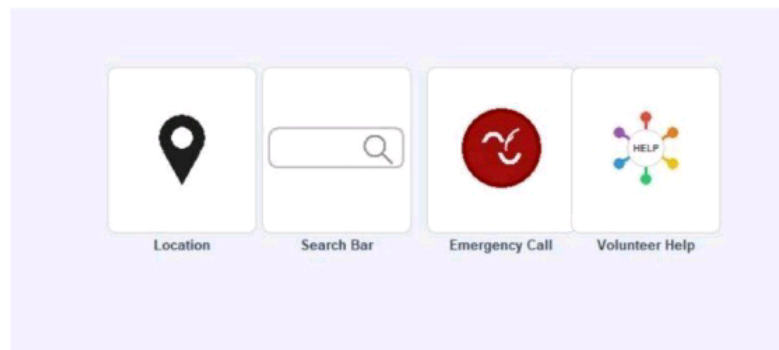 HELP
Location
Search Bar
Emergency Call
Volunteer Help